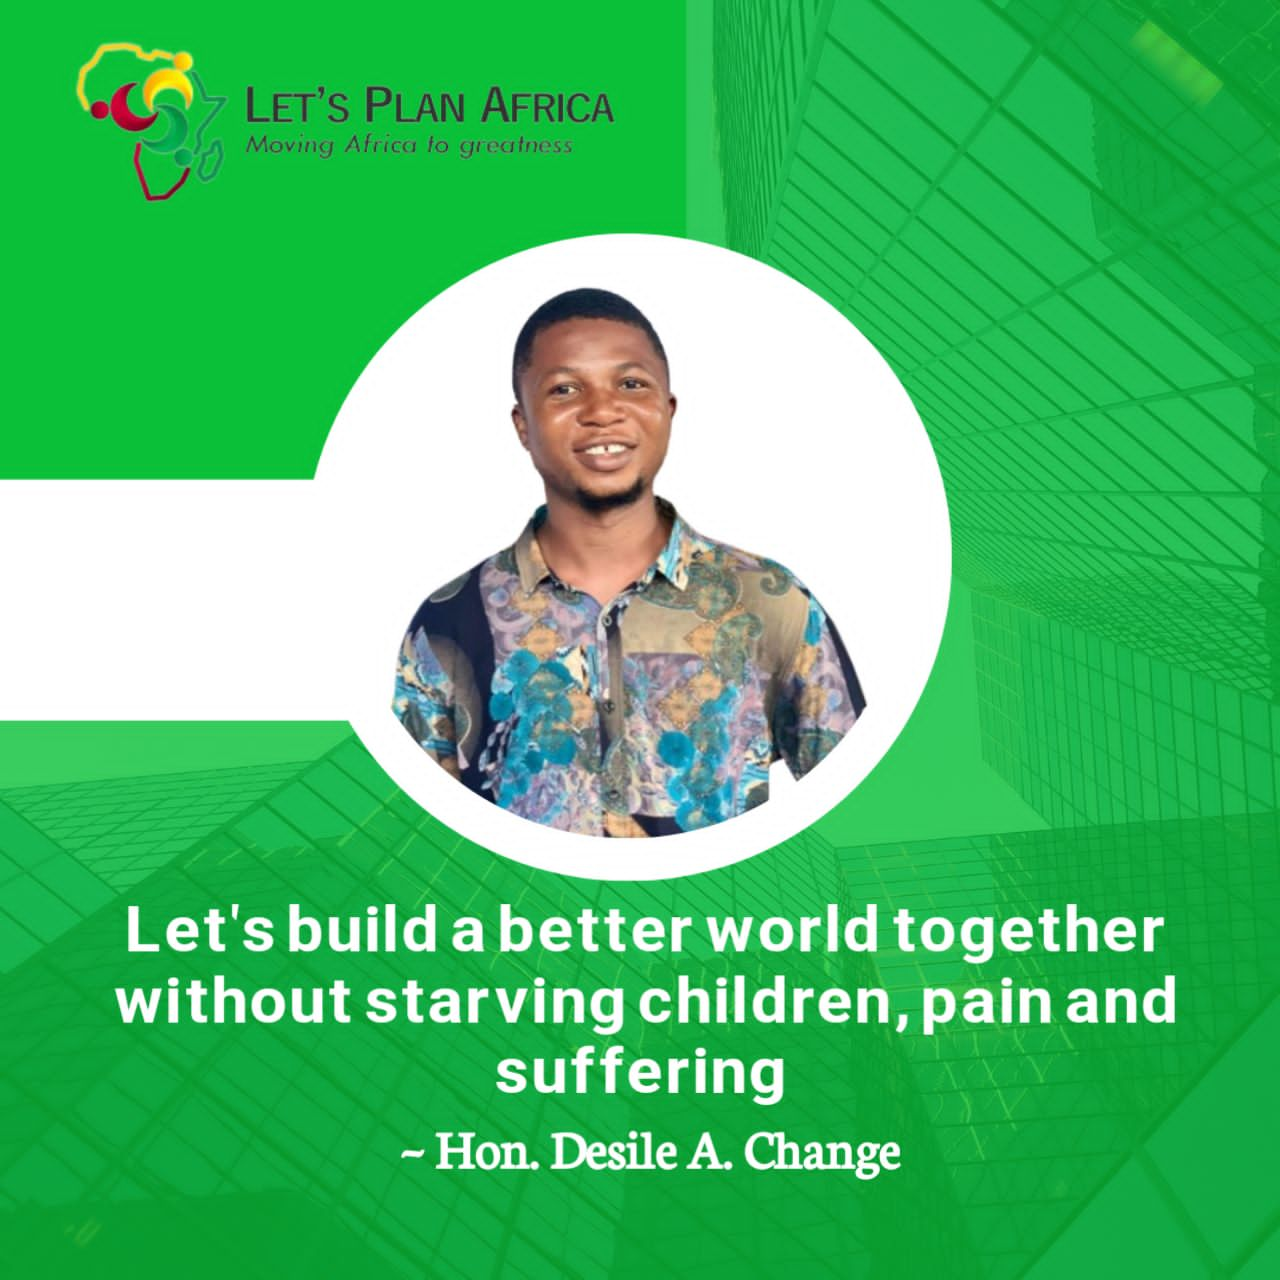 LET'S PLAN AFRICA
Moving Africa to greatness
Let's build a better world together
without starving children, pain and
suffering
~ Hon. Desile A. Change